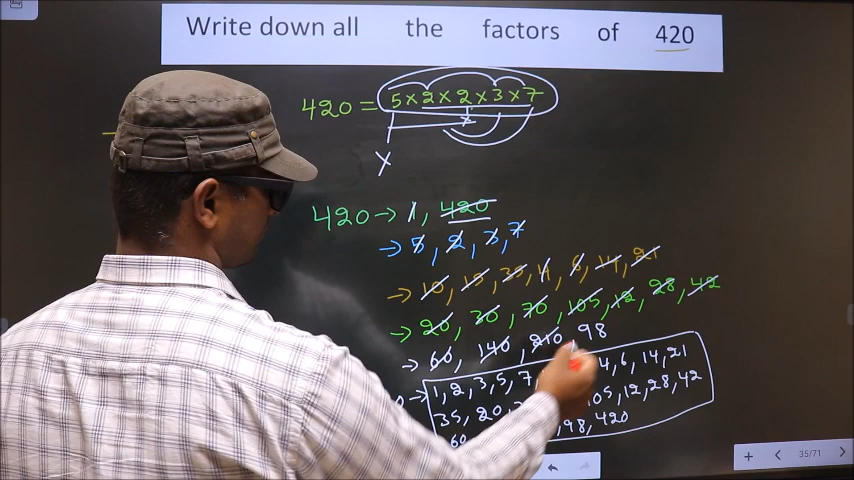 Write down all the factors of 420
420 = 5 × 2 × 2 × 3 × 7
420 → 1, 420
→ 5, 2, 3, 7
→ 10, 15, 35, 4, 6, 14, 21
→ 20, 30, 70, 105, 12, 28, 42
→ 60, 140, 210, 98
→ 1, 2, 3, 5, 7, 4, 6, 14, 21
35, 20, 05, 12, 28, 42
60 98, 420
35/71